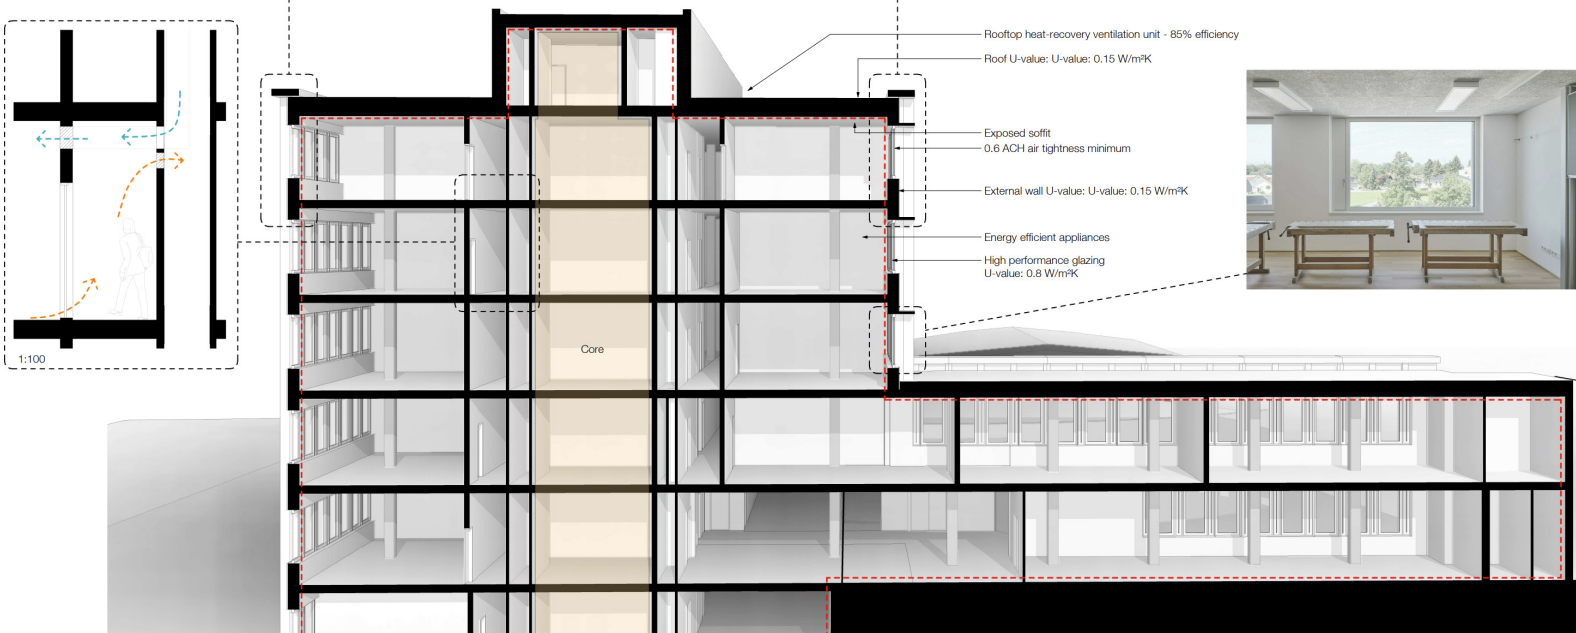 Rooftop heat-recovery ventilation unit - 85% efficiency
Roof U-value: U-value: 0.15 W/m²K
Exposed soffit
0.6 ACH air tightness minimum
External wall U-value: U-value: 0.15 W/m²K
Energy efficient appliances
High performance glazing
U-value: 0.8 W/m²K
Core
1:100